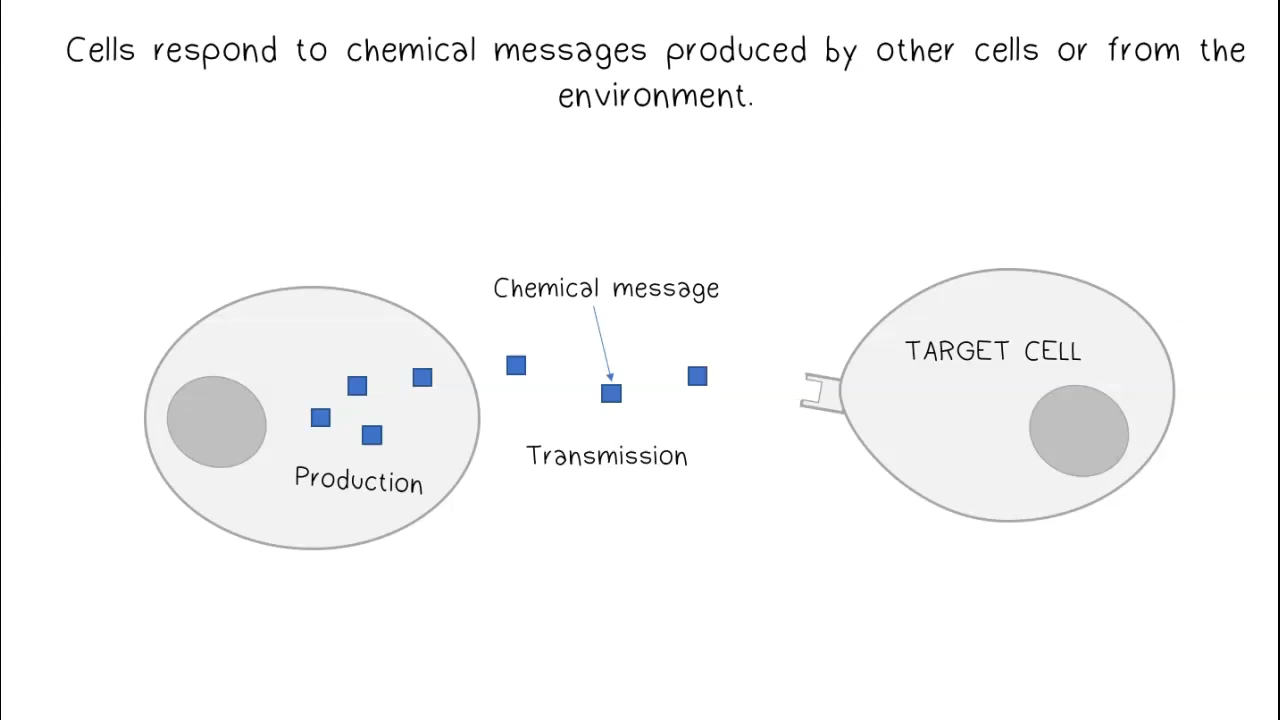 Cells respond to chemical messages produced by other cells or from the
environment.
Chemical message
TARGET CELL
Transmission
Production